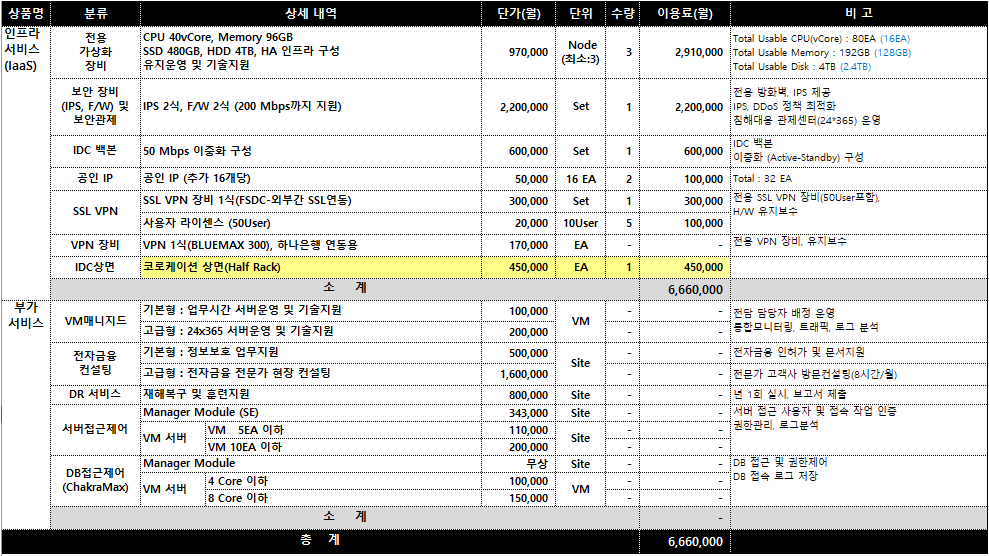 상품명 분류 상세 내역 단가(월) 단위 수량 이용료(월) 비 고
인프라
서비스
(IaaS)
전용
가상화
장비
CPU 40vCore, Memory 96GB
SSD 480GB, HDD 4TB, HA 인프라 구성
유지운영 및 기술지원
970,000
Node
(최소:3)
3
2,910,000
Total Usable CPU(vCore) : 80EA (16EA)
Total Usable Memory : 192GB (128GB)
Total Usable Disk : 4TB (2.4TB)
보안 장비
(IPS, F/W) 및
보안관제
IPS 2식, F/W 2식 (200 Mbps까지 지원)
2,200,000
Set
1
2,200,000
전용 방화벽, IPS 제공
IPS, DDoS 정책 최적화
침해대응 관제센터(24*365) 운영
IDC 백본
50 Mbps 이중화 구성
600,000
Set
1
600,000
IDC 백본
이중화 (Active-Standby) 구성
공인 IP
공인 IP (추가 16개당)
50,000
16 EA
2
100,000
Total : 32 EA
SSL VPN
SSL VPN 장비 1식(FSDC-외부간 SSL연동)
300,000
Set
1
300,000
전용 SSL VPN 장비(50User포함),
H/W 유지보수
사용자 라이센스 (50User)
20,000
10User
5
100,000
VPN 장비
VPN 1식(BLUEMAX 300), 하나은행 연동용
170,000
EA
-
-
전용 VPN 장비, 유지보수
IDC상면
코로케이션 상면(Half Rack)
450,000
EA
1
450,000
소 계
6,660,000
부가
서비스
VM매니지드
기본형 : 업무시간 서버운영 및 기술지원
100,000
VM
-
-
전담 담당자 배정 운영
통합모니터링, 트래픽, 로그 분석
고급형 : 24x365 서버운영 및 기술지원
200,000
-
-
전자금융
컨설팅
기본형 : 정보보호 업무지원
500,000
Site
-
-
전자금융 인허가 및 문서지원
고급형 : 전자금융 전문가 현장 컨설팅
1,600,000
-
-
전문가 고객사 방문컨설팅(8시간/월)
DR 서비스
재해복구 및 훈련지원
800,000
Site
-
-
년 1회 실시, 보고서 제출
서버접근제어
Manager Module (SE)
343,000
Site
-
-
서버 접근 사용자 및 접속 작업 인증
권한관리, 로그분석
VM 서버
VM 5EA 이하
110,000
Site
-
-
VM 10EA 이하
200,000
-
-
DB접근제어
(ChakraMax)
Manager Module
무상
Site
-
-
DB 접근 및 권한제어
DB 접속 로그 저장
VM 서버
4 Core 이하
100,000
VM
-
-
8 Core 이하
150,000
-
-
소 계
-
총 계
6,660,000